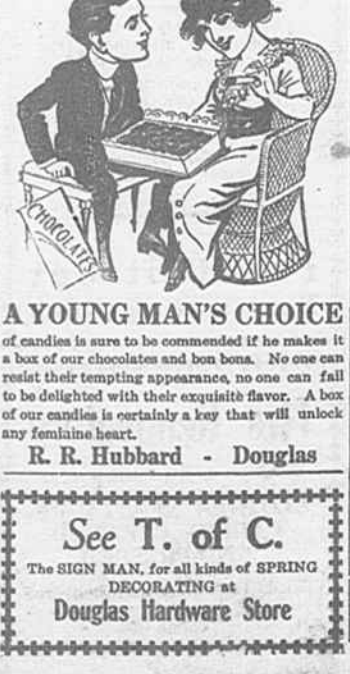 CHOCOLATES
A YOUNG MAN'S CHOICE
of candies is sure to be commended if he makes it
a box of our chocolates and bon bons. No one can
resist their tempting appearance, no one can fail
to be delighted with their exquisite flavor. A box
of our candies is certainly a key that will unlock
any feminine heart.
R. R. Hubbard - Douglas
See T. of C.
The SIGN MAN, for all kinds of SPRING
DECORATING at
Douglas Hardware Store